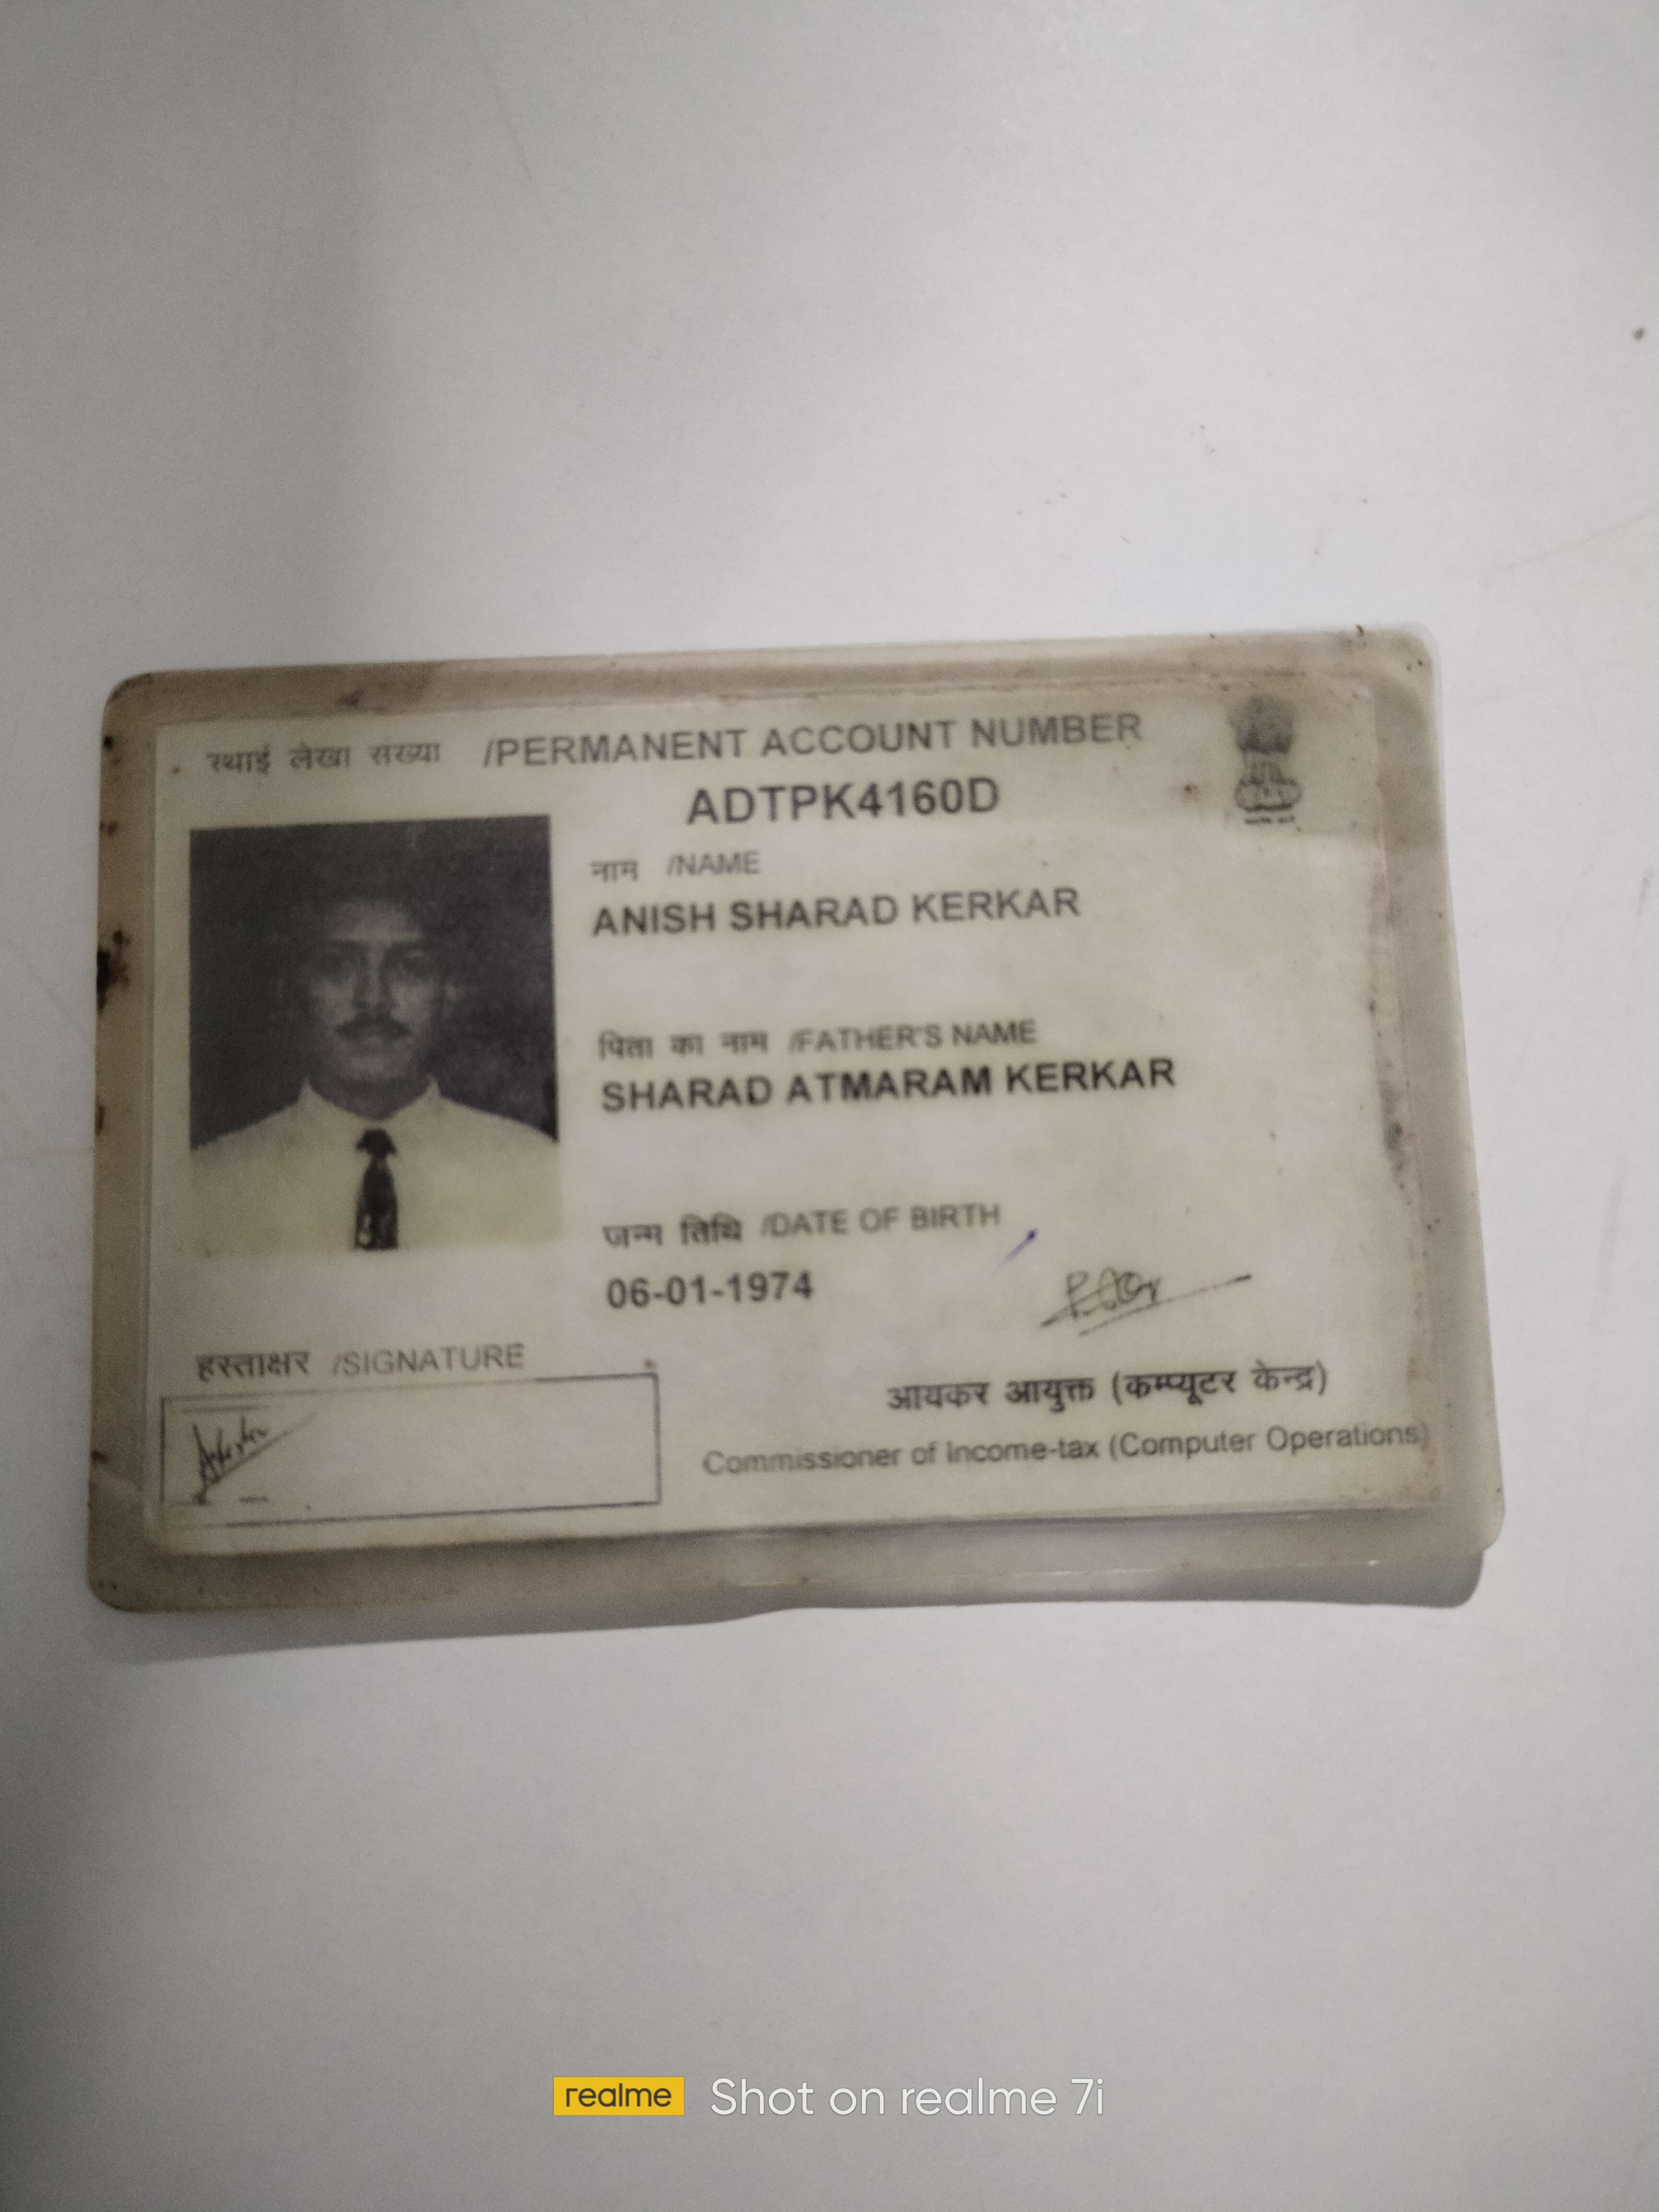 स्थाई लेखा संख्या /PERMANENT ACCOUNT NUMBER
ADTPK4160D
नाम /NAME
ANISH SHARAD KERKAR
पिता का नाम /FATHER'S NAME
SHARAD ATMARAM KERKAR
जन्म तिथि /DATE OF BIRTH
06-01-1974
हस्ताक्षर /SIGNATURE
आयकर आयुक्त (कम्प्यूटर केन्द्र)
Commissioner of Income-tax (Computer Operations)
realme Shot on realme 7i